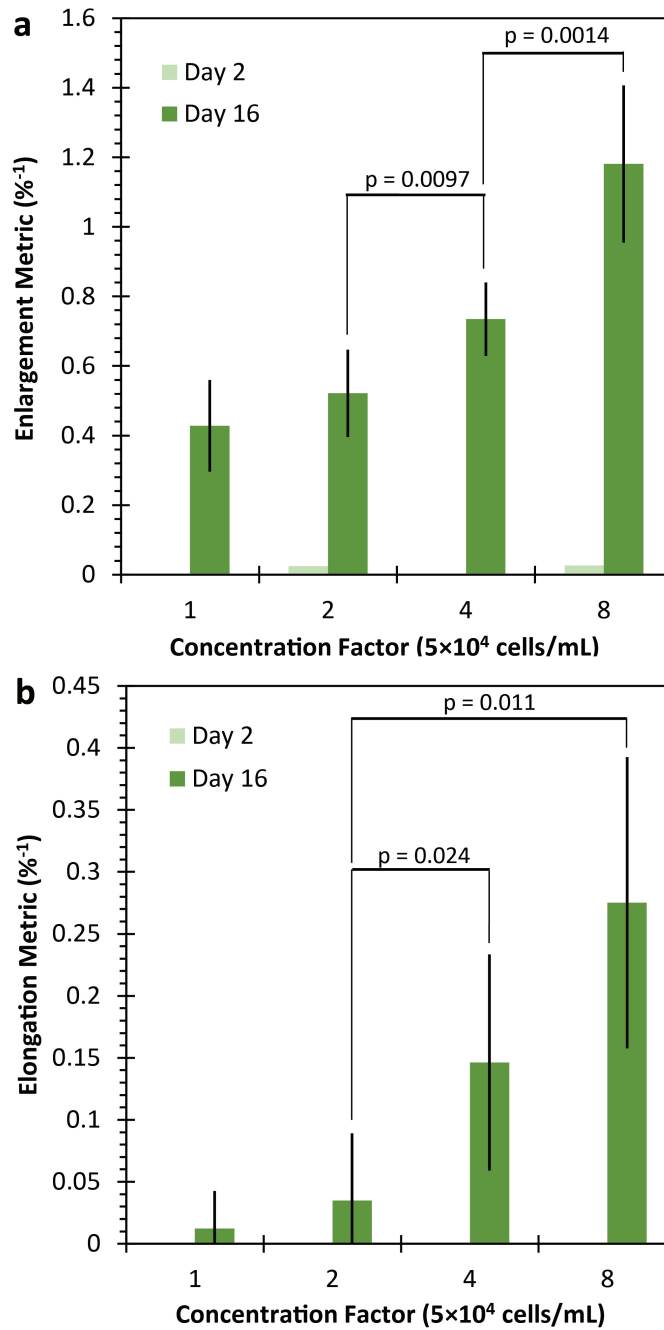 a
1.6
1.4
1.2
1
0.8
0.6
0.4
0.2
0
Enlargement Metric (%⁻¹)
Day 2
Day 16
p = 0.0014
p = 0.0097
1 2 4 8
Concentration Factor (5×10⁴ cells/mL)
b
0.45
0.4
0.35
0.3
0.25
0.2
0.15
0.1
0.05
0
Elongation Metric (%⁻¹)
Day 2
Day 16
p = 0.011
p = 0.024
1 2 4 8
Concentration Factor (5×10⁴ cells/mL)